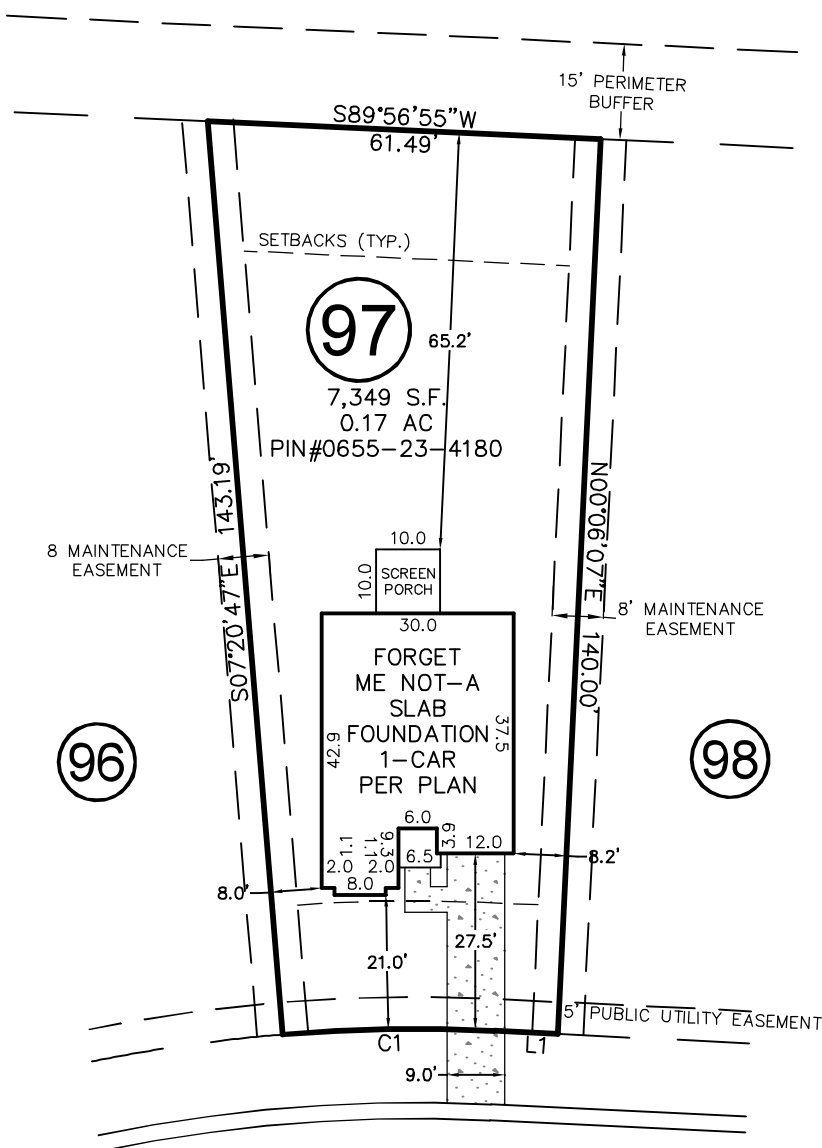 15' PERIMETER
BUFFER
S89°56'55"W
61.49'
SETBACKS (TYP.)
97
65.2'
7,349 S.F.
0.17 AC
PIN#0655-23-4180
S07°20'47"E 143.19'
N00°06'07"E 140.00'
8 MAINTENANCE
EASEMENT
10.0
10.0
SCREEN
PORCH
8' MAINTENANCE
EASEMENT
30.0
FORGET
ME NOT-A
SLAB
FOUNDATION
1-CAR
PER PLAN
42.9
37.5
96
98
6.0
3.9
12.0
9.3
1.1
1.1
6.5
2.0
2.0
8.0
8.0'
8.2'
27.5'
21.0'
5' PUBLIC UTILITY EASEMENT
C1
L1
9.0'